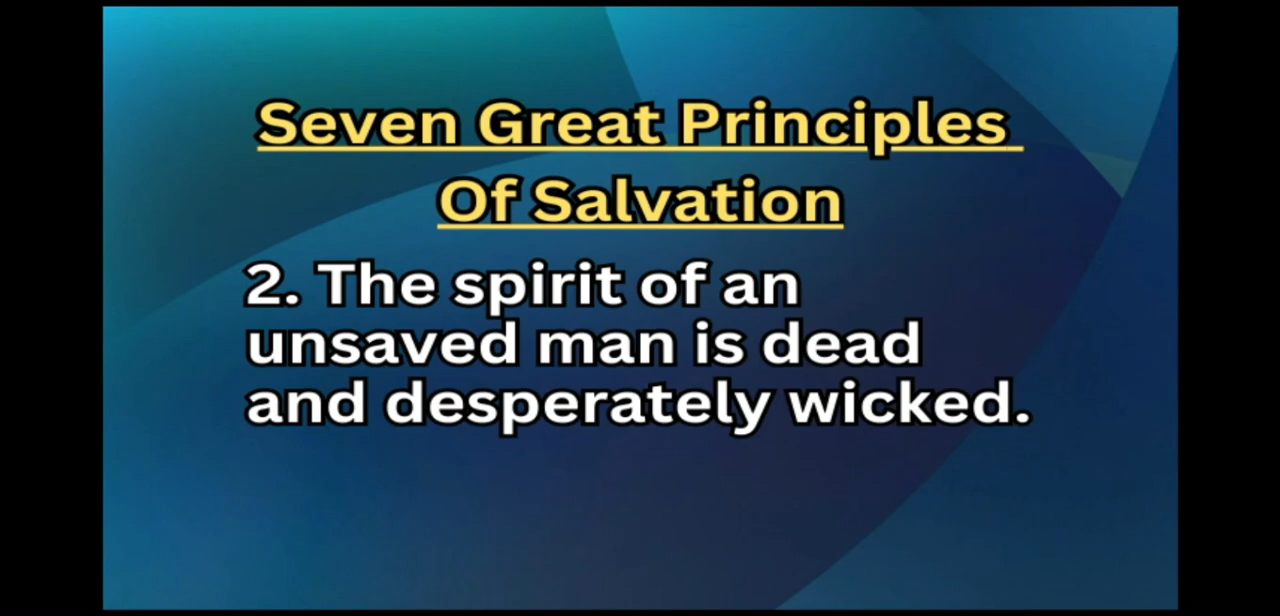 Seven Great Principles
Of Salvation
2. The spirit of an
unsaved man is dead
and desperately wicked.